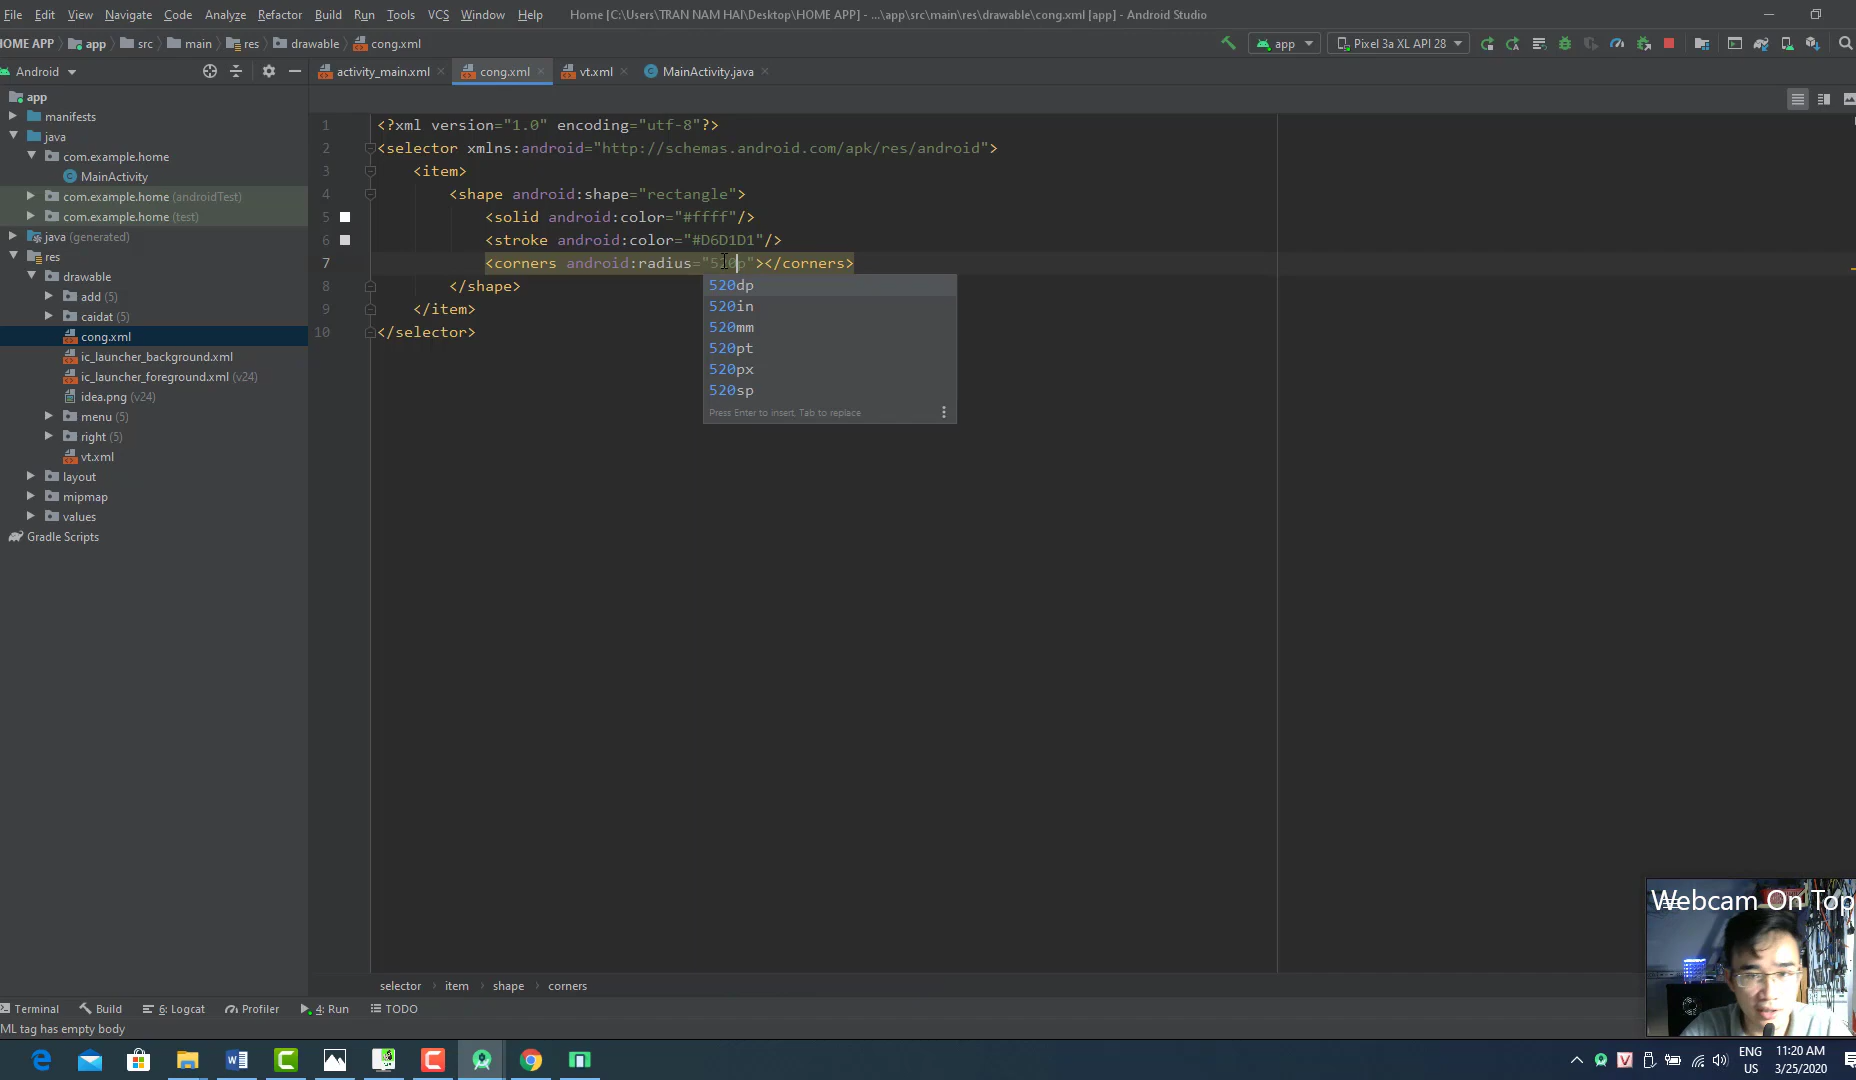 File Edit View Navigate Code Analyze Refactor Build Run Tools VCS Window Help Home [C:\Users\TRAN NAM HAI\Desktop\HOME APP] - ...\app\src\main\res\drawable\cong.xml [app] - Android Studio
HOME APP app src main res drawable cong.xml app Pixel 3a XL API 28
Android activity_main.xml cong.xml vt.xml MainActivity.java
app
manifests
java
com.example.home
MainActivity
com.example.home (androidTest)
com.example.home (test)
java (generated)
res
drawable
add (5)
caidat (5)
cong.xml
ic_launcher_background.xml
ic_launcher_foreground.xml (v24)
idea.png (v24)
menu (5)
right (5)
vt.xml
layout
mipmap
values
Gradle Scripts
1 <?xml version="1.0" encoding="utf-8"?>
2 <selector xmlns:android="http://schemas.android.com/apk/res/android">
3 <item>
4 <shape android:shape="rectangle">
5 <solid android:color="#ffff"/>
6 <stroke android:color="#D6D1D1"/>
7 <corners android:radius="520p"></corners>
8 </shape>
9 </item>
10 </selector>
520dp
520in
520mm
520pt
520px
520sp
Press Enter to insert, Tab to replace
Webcam On Top
selector item shape corners
Terminal Build 6: Logcat Profiler 4: Run TODO
ML tag has empty body
ENG 11:20 AM
US 3/25/2020